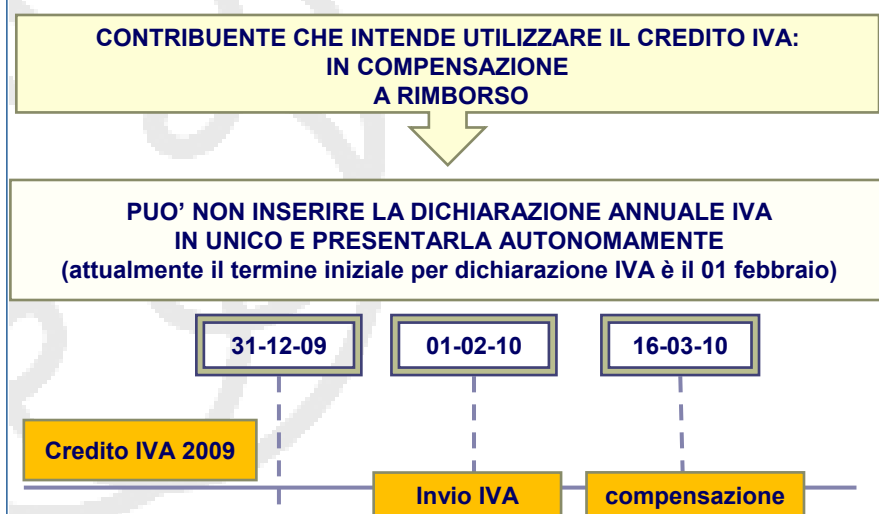 CONTRIBUENTE CHE INTENDE UTILIZZARE IL CREDITO IVA:
IN COMPENSAZIONE
A RIMBORSO
PUO’ NON INSERIRE LA DICHIARAZIONE ANNUALE IVA
IN UNICO E PRESENTARLA AUTONOMAMENTE
(attualmente il termine iniziale per dichiarazione IVA è il 01 febbraio)
31-12-09
01-02-10
16-03-10
Credito IVA 2009
Invio IVA
compensazione